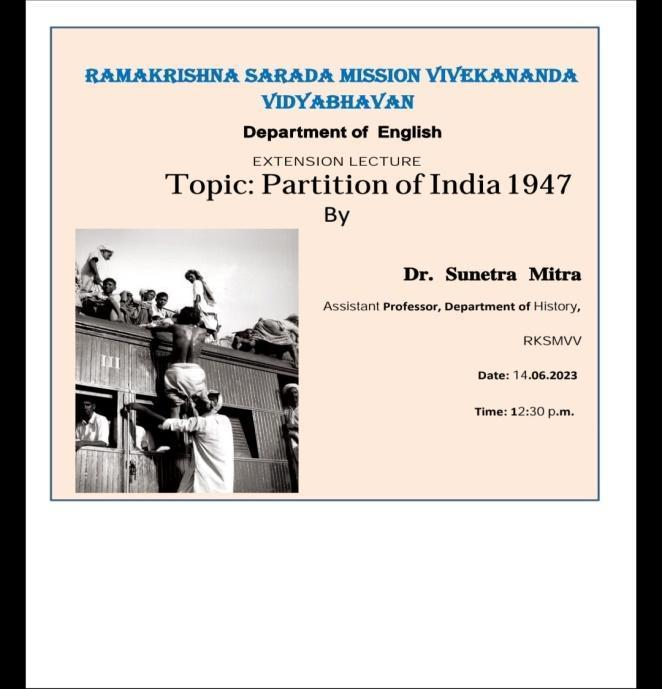 RAMAKRISHNA SARADA MISSION VIVEKANANDA
VIDYABHAVAN
Department of English
EXTENSION LECTURE
Topic: Partition of India 1947
By
III
Dr. Sunetra Mitra
Assistant Professor, Department of History,
RKSMVV
Date: 14.06.2023
Time: 12:30 p.m.